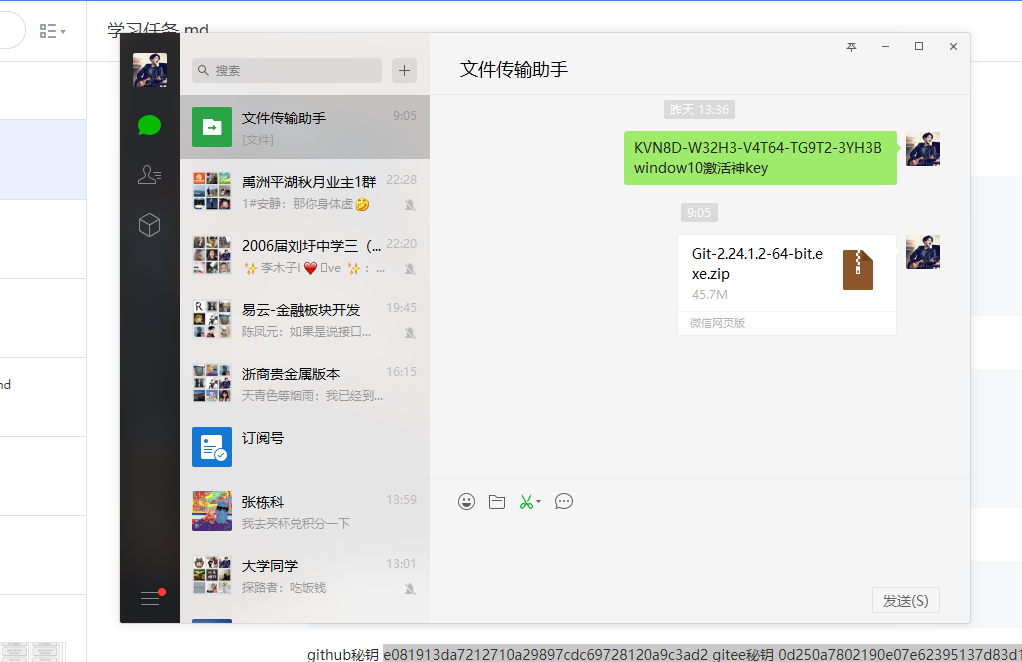 学习任务.md
nd
搜索
文件传输助手
9:05
[文件]
禹洲平湖秋月业主1群
22:28
1#安静：那你身体虚🤣
2006届刘圩中学三（...
22:20
✨ 李木子I ❤️ ve ✨ ：...
易云-金融板块开发
19:45
陈凤元：如果是说接口...
浙商贵金属版本
16:15
天青色等烟雨：我已经到...
订阅号
张栋科
13:59
我去买杯兑积分一下
大学同学
13:01
探路者：吃饭钱
文件传输助手
昨天 13:36
KVN8D-W32H3-V4T64-TG9T2-3YH3B
window10激活神key
9:05
Git-2.24.1.2-64-bit.e
xe.zip
45.7M
微信网页版
发送(S)
github秘钥 e081913da7212710a29897cdc69728120a9c3ad2 gitee秘钥 0d250a7802190e07e62395137d83d1